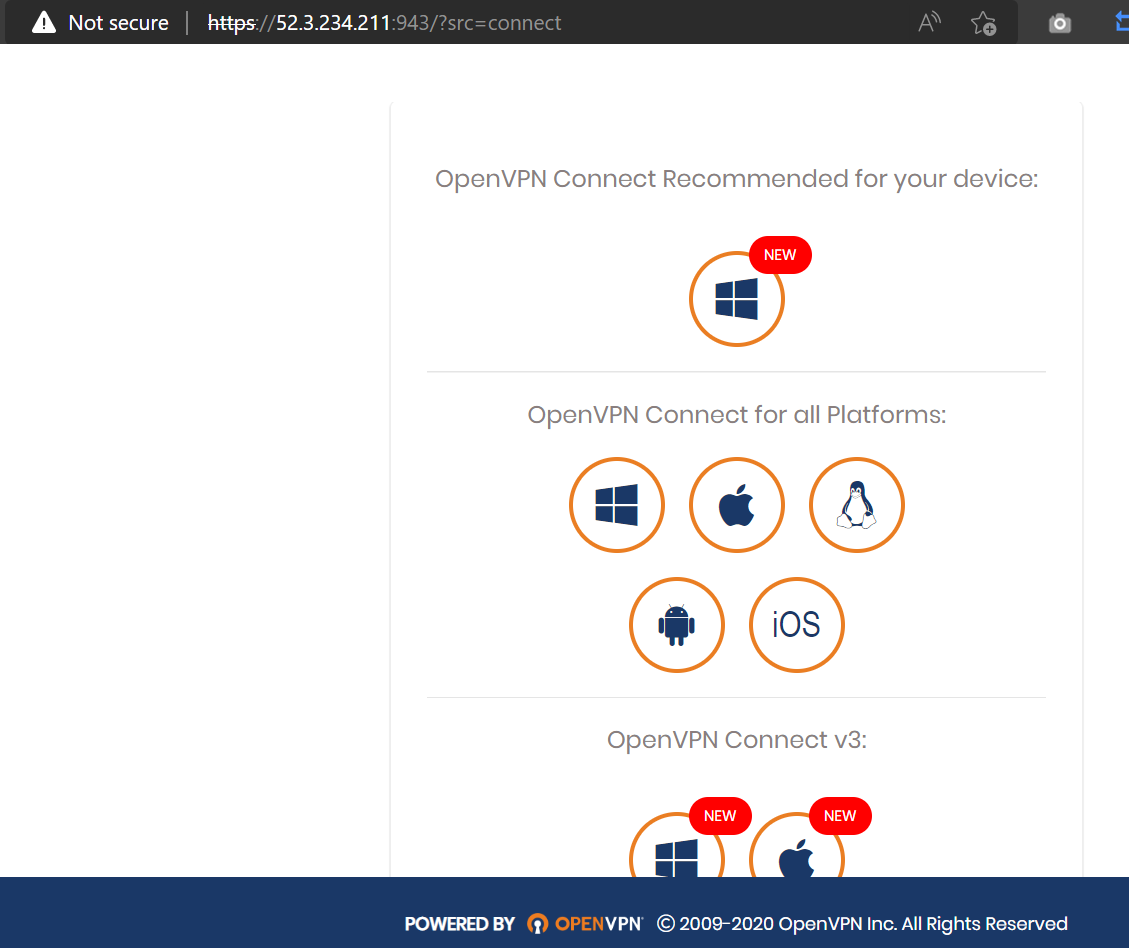 Not secure | https://52.3.234.211:943/?src=connect
OpenVPN Connect Recommended for your device:
NEW
OpenVPN Connect for all Platforms:
iOS
OpenVPN Connect v3:
NEW NEW
POWERED BY OPENVPN © 2009-2020 OpenVPN Inc. All Rights Reserved